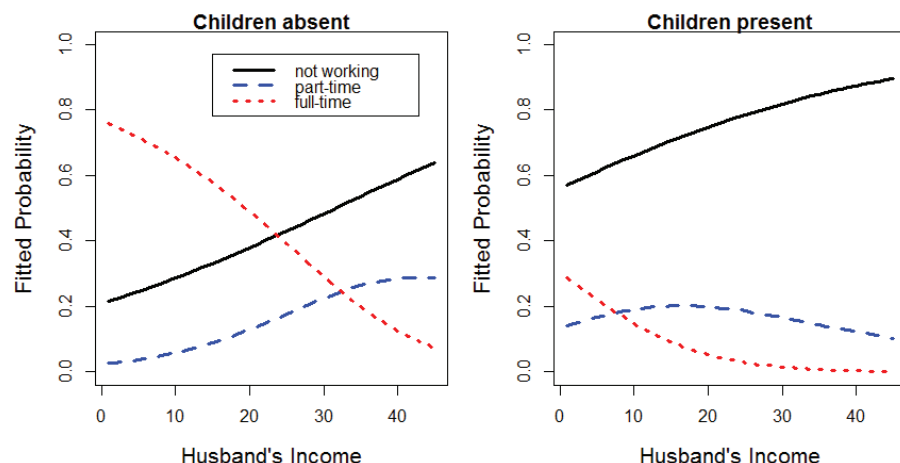 Children absent
1.0
0.8
0.6
0.4
0.2
0.0
Fitted Probability
not working
part-time
full-time
0 10 20 30 40
Husband's Income
Children present
1.0
0.8
0.6
0.4
0.2
0.0
Fitted Probability
0 10 20 30 40
Husband's Income